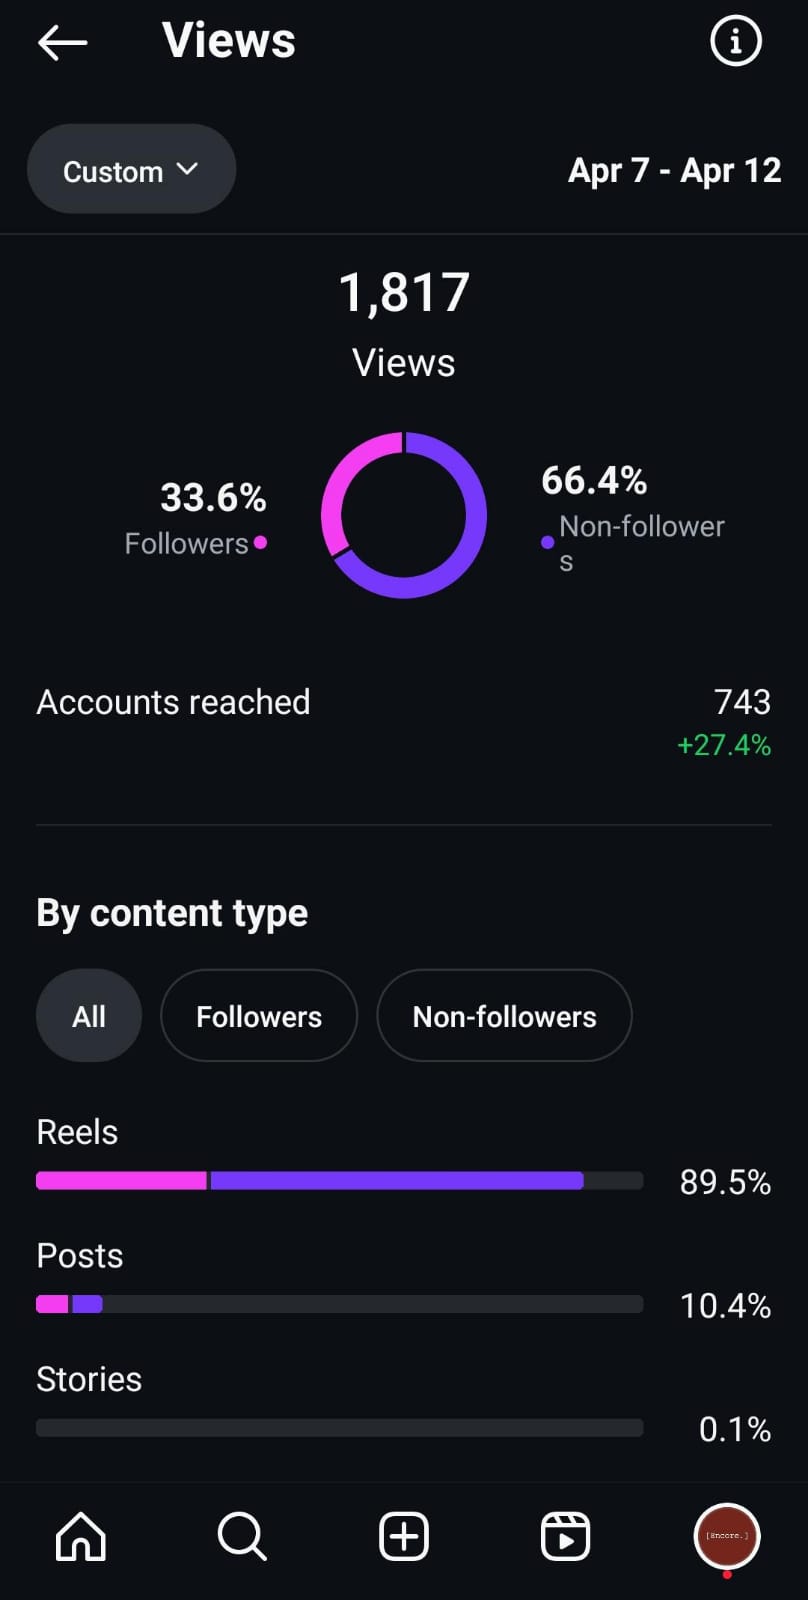 Views
Custom
Apr 7 - Apr 12
1,817
Views
33.6%
Followers
66.4%
Non-follower
s
Accounts reached
743
+27.4%
By content type
All
Followers
Non-followers
Reels
89.5%
Posts
10.4%
Stories
0.1%
[Encore.]